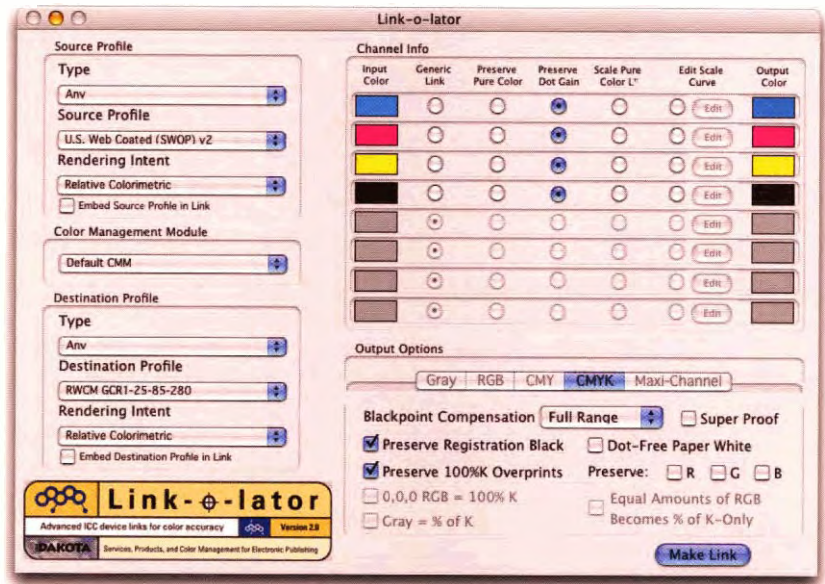 Link-o-lator
Source Profile
Type
Any
Source Profile
U.S. Web Coated (SWOP) v2
Rendering Intent
Relative Colorimetric
Embed Source Profile in Link
Color Management Module
Default CMM
Destination Profile
Type
Any
Destination Profile
RWCM GCR1-25-85-280
Rendering Intent
Relative Colorimetric
Embed Destination Profile in Link
Link-o-lator
Advanced ICC device links for color accuracy
Version 2.0
DAKOTA
Services, Products, and Color Management for Electronic Publishing
Channel Info
Input Color
Generic Link
Preserve Pure Color
Preserve Dot Gain
Scale Pure Color L*
Edit Scale Curve
Output Color
Edit
Edit
Edit
Edit
Edit
Edit
Edit
Edit
Output Options
Gray RGB CMY CMYK Maxi-Channel
Blackpoint Compensation Full Range
Super Proof
Preserve Registration Black
Dot-Free Paper White
Preserve 100%K Overprints
Preserve: R G B
0,0,0 RGB = 100% K
Gray = % of K
Equal Amounts of RGB
Becomes % of K-Only
Make Link